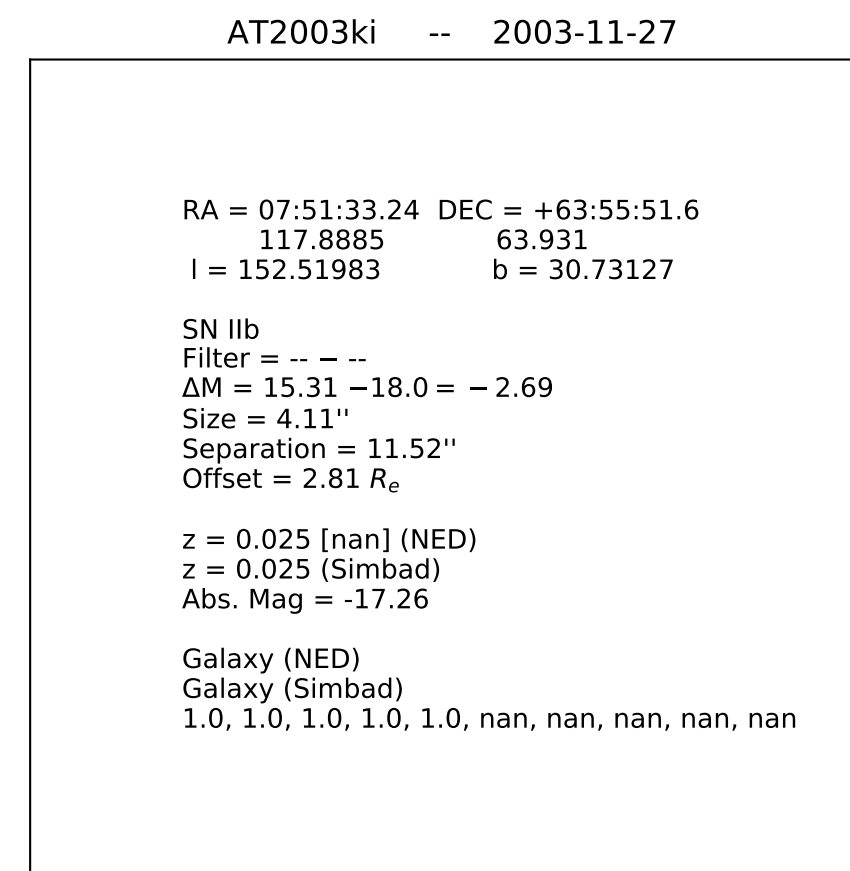 AT2003ki -- 2003-11-27
RA = 07:51:33.24 DEC = +63:55:51.6
117.8885 63.931
l = 152.51983 b = 30.73127
SN IIb
Filter = -- − --
ΔM = 15.31 −18.0 = −2.69
Size = 4.11''
Separation = 11.52''
Offset = 2.81 Rₑ
z = 0.025 [nan] (NED)
z = 0.025 (Simbad)
Abs. Mag = -17.26
Galaxy (NED)
Galaxy (Simbad)
1.0, 1.0, 1.0, 1.0, 1.0, nan, nan, nan, nan, nan